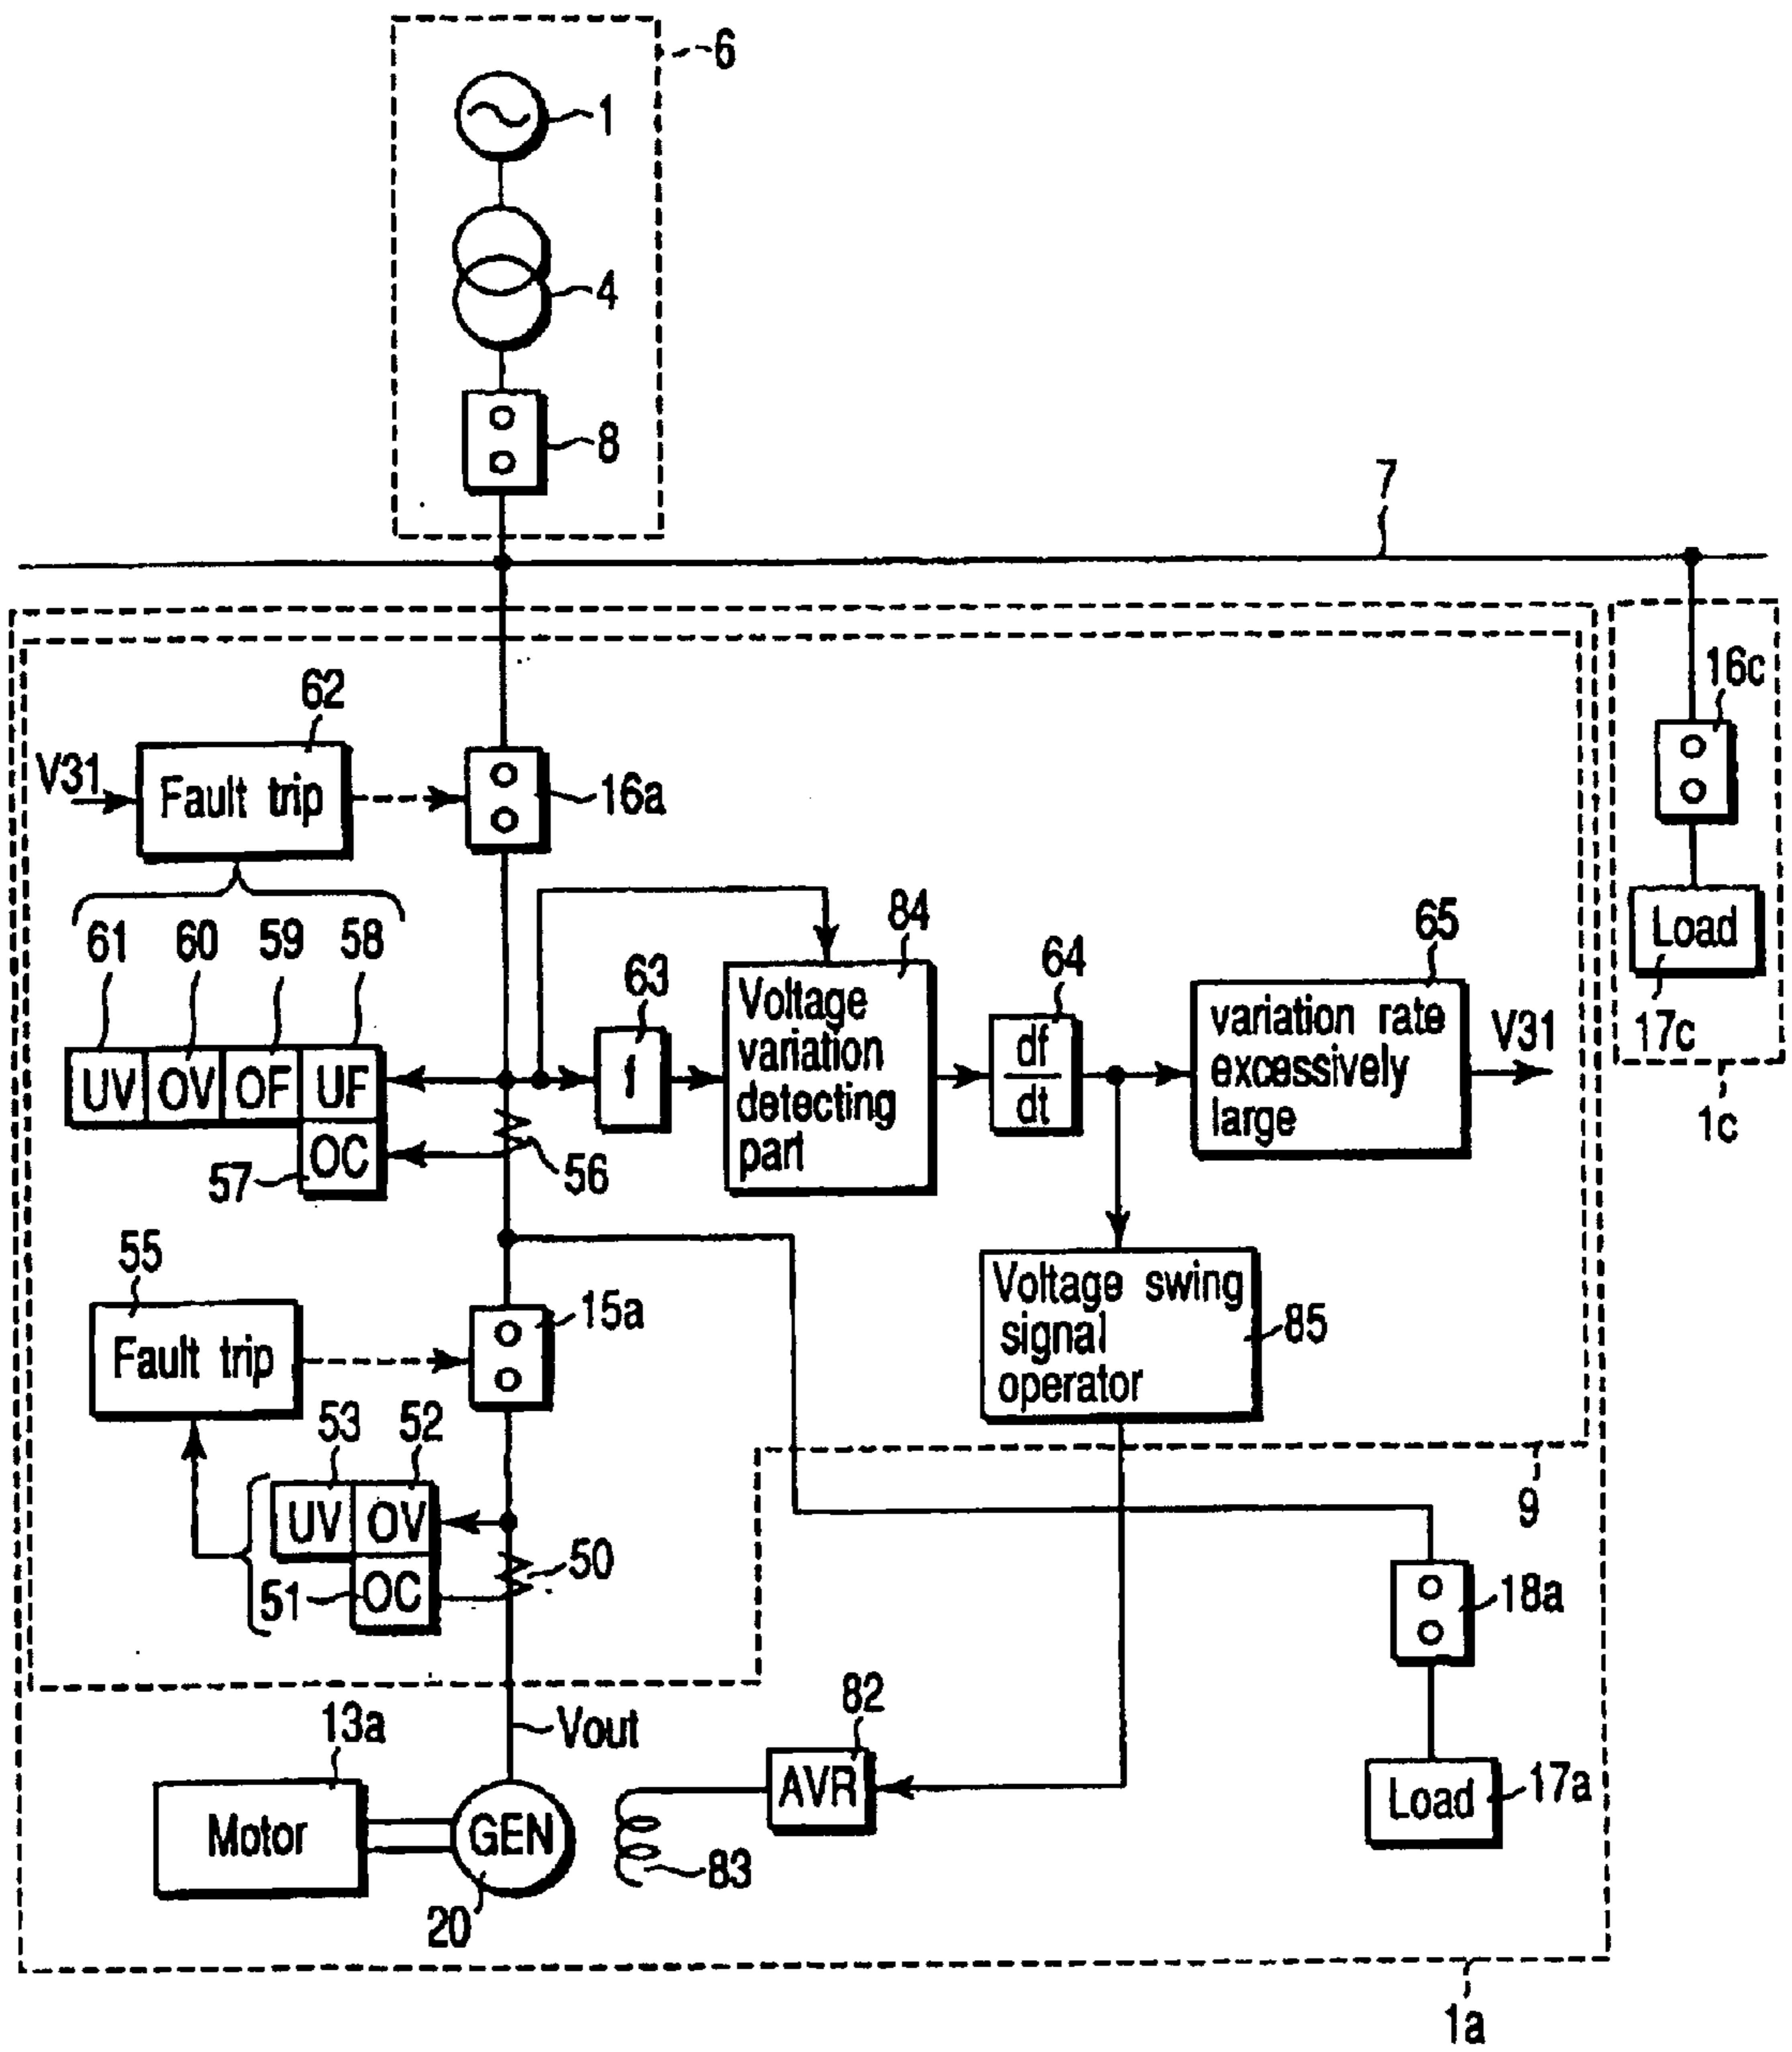 6
1
4
8
7
62
V31
Fault trip
16a
16c
Load
17c
1c
61 60 59 58
63
84
64
65
UV OV OF UF
OC
57
56
f
Voltage
variation
detecting
part
df
dt
variation rate
excessively
large
V31
55
Fault trip
15a
Voltage swing
signal
operator
85
53 52
UV OV
OC
51
50
9
18a
13a
Vout
82
Motor
GEN
20
AVR
83
Load
17a
1a